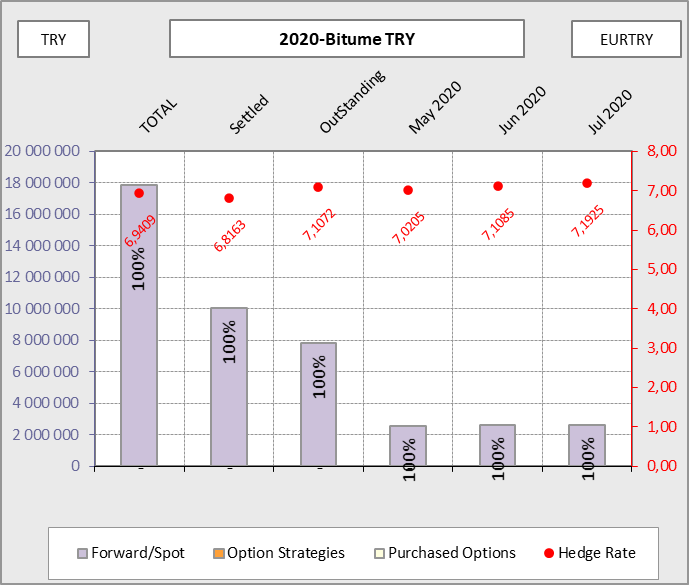 TRY
2020-Bitume TRY
EURTRY
TOTAL
Settled
OutStanding
May 2020
Jun 2020
Jul 2020
20 000 000
18 000 000
16 000 000
14 000 000
12 000 000
10 000 000
8 000 000
6 000 000
4 000 000
2 000 000
0
8,00
7,00
6,00
5,00
4,00
3,00
2,00
1,00
0,00
6,9409
6,8163
7,1072
7,0205
7,1085
7,1925
100%
100%
100%
100%
100%
100%
-
-
-
Forward/Spot
Option Strategies
Purchased Options
Hedge Rate